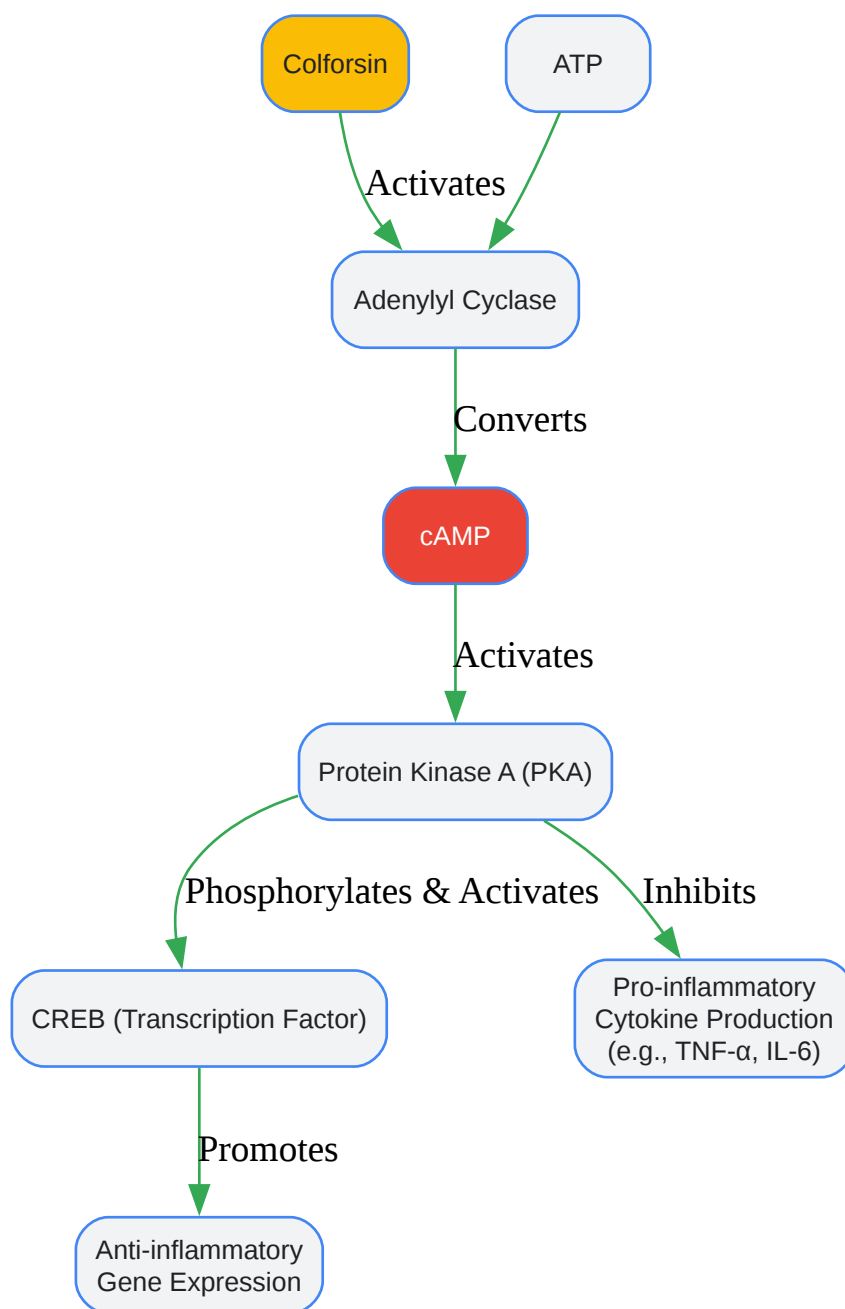 Colforsin
ATP
Activates
Adenylyl Cyclase
Converts
cAMP
Activates
Protein Kinase A (PKA)
Phosphorylates & Activates
Inhibits
CREB (Transcription Factor)
Pro-inflammatory
Cytokine Production
(e.g., TNF-α, IL-6)
Promotes
Anti-inflammatory
Gene Expression